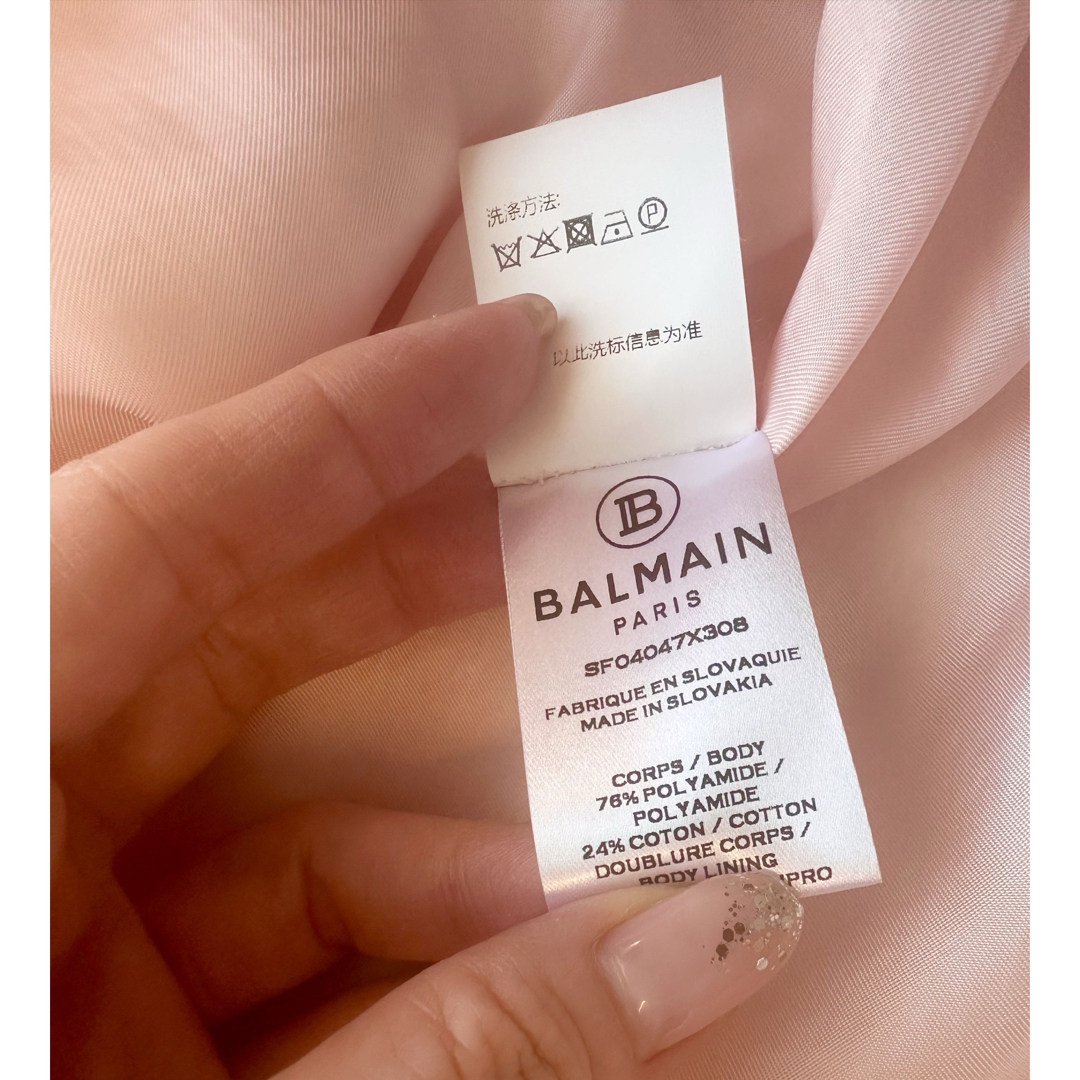 洗涤方法:
P
以此洗标信息为准
B
BALMAIN
PARIS
SF04047X308
FABRIQUE EN SLOVAQUIE
MADE IN SLOVAKIA
CORPS / BODY
76% POLYAMIDE /
POLYAMIDE
24% COTON / COTTON
DOUBLURE CORPS /
BODY LINING